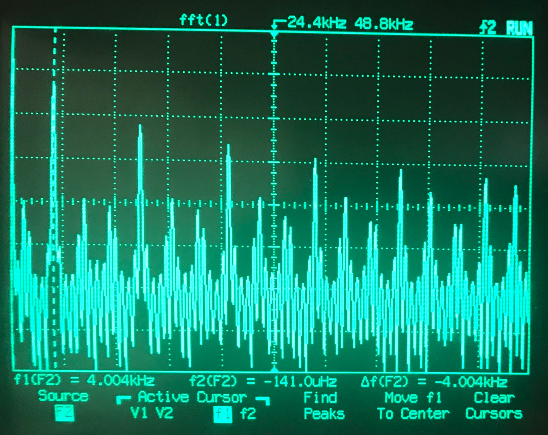 fft(1) 24.4kHz 48.8kHz f2 RUN
f1(F2) = 4.004kHz f2(F2) = -141.0uHz Δf(F2) = -4.004kHz
Source Active Cursor Find Move f1 Clear
F2 V1 V2 f1 f2 Peaks To Center Cursors